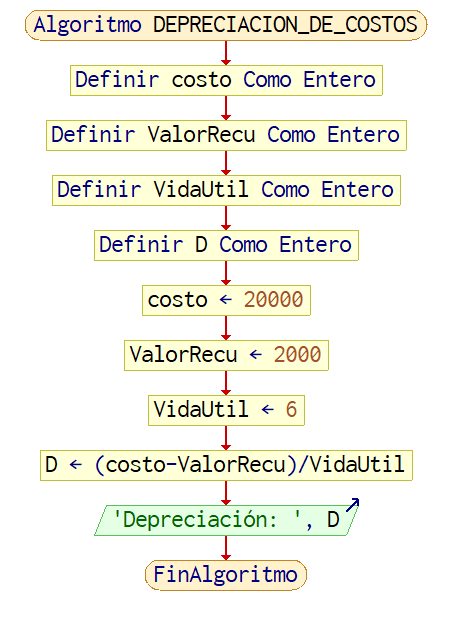 Algoritmo DEPRECIACION_DE_COSTOS
Definir costo Como Entero
Definir ValorRecu Como Entero
Definir VidaUtil Como Entero
Definir D Como Entero
costo ← 20000
ValorRecu ← 2000
VidaUtil ← 6
D ← (costo-ValorRecu)/VidaUtil
'Depreciación: ', D
FinAlgoritmo